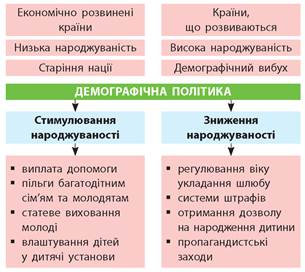 Економічно розвинені
країни
Країни,
що розвиваються
Низька народжуваність
Висока народжуваність
Старіння нації
Демографічний вибух
ДЕМОГРАФІЧНА ПОЛІТИКА
Стимулювання
народжуваності
Зниження
народжуваності
▪ виплата допомоги
▪ пільги багатодітним
сім'ям та молодятам
▪ статеве виховання
молоді
▪ влаштування дітей
у дитячі установи
▪ регулювання віку
укладання шлюбу
▪ системи штрафів
▪ отримання дозволу
на народження дитини
▪ пропагандистські
заходи